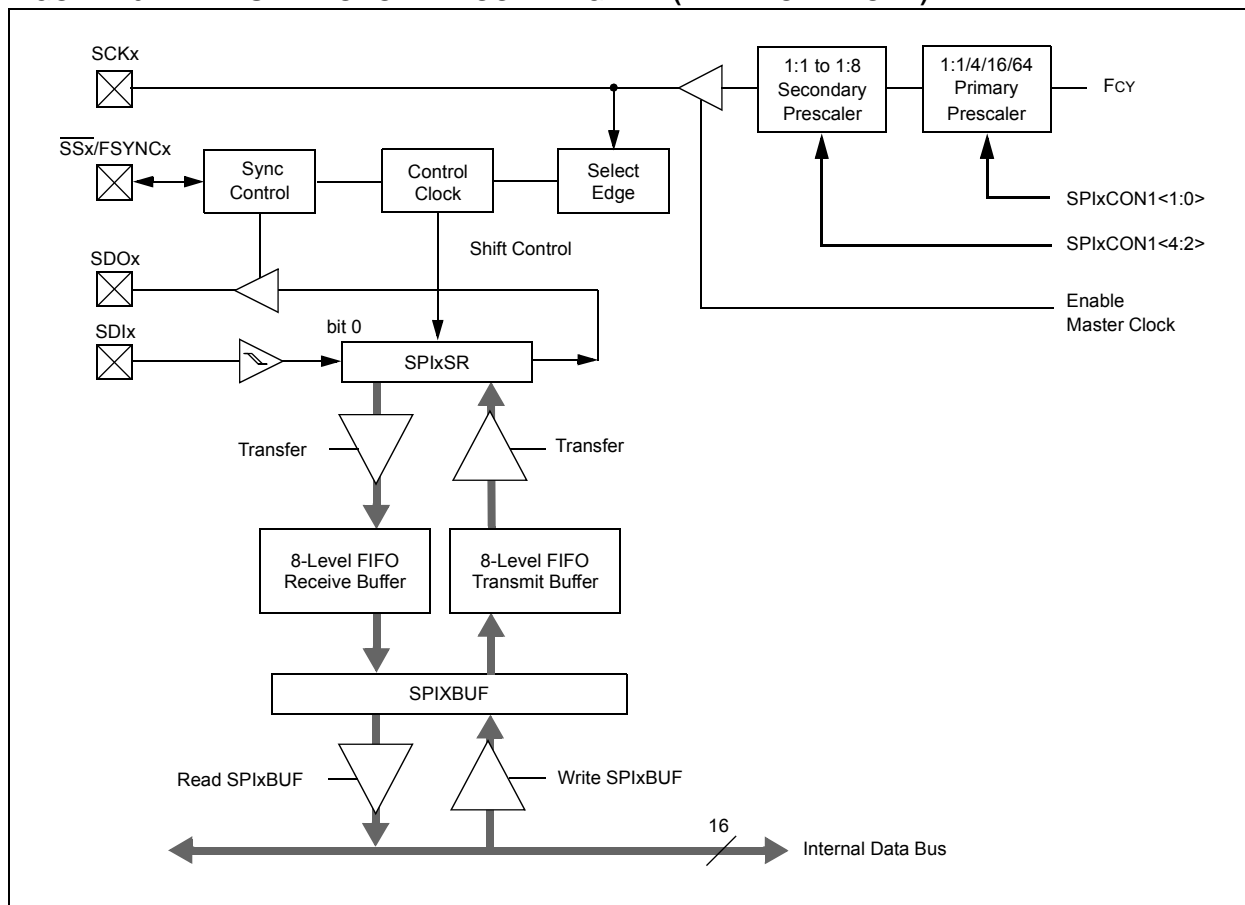 SCKx
1:1 to 1:8
Secondary
Prescaler
1:1/4/16/64
Primary
Prescaler
FCY
SSx/FSYNCx
Sync
Control
Control
Clock
Select
Edge
SPIxCON1<1:0>
Shift Control
SPIxCON1<4:2>
SDOx
Enable
Master Clock
SDIx
bit 0
SPIxSR
Transfer
Transfer
8-Level FIFO
Receive Buffer
8-Level FIFO
Transmit Buffer
SPIXBUF
Read SPIxBUF
Write SPIxBUF
16
Internal Data Bus